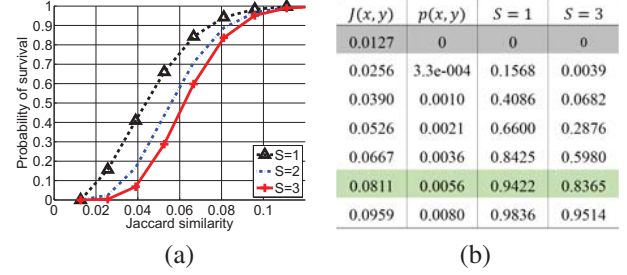 Probability of survival
1
0.9
0.8
0.7
0.6
0.5
0.4
0.3
0.2
0.1
0
0 0.02 0.04 0.06 0.08 0.1
Jaccard similarity
S=1
S=2
S=3
(a)
J(x,y) p(x,y) S = 1 S = 3
0.0127 0 0 0
0.0256 3.3e-004 0.1568 0.0039
0.0390 0.0010 0.4086 0.0682
0.0526 0.0021 0.6600 0.2876
0.0667 0.0036 0.8425 0.5980
0.0811 0.0056 0.9422 0.8365
0.0959 0.0080 0.9836 0.9514
(b)